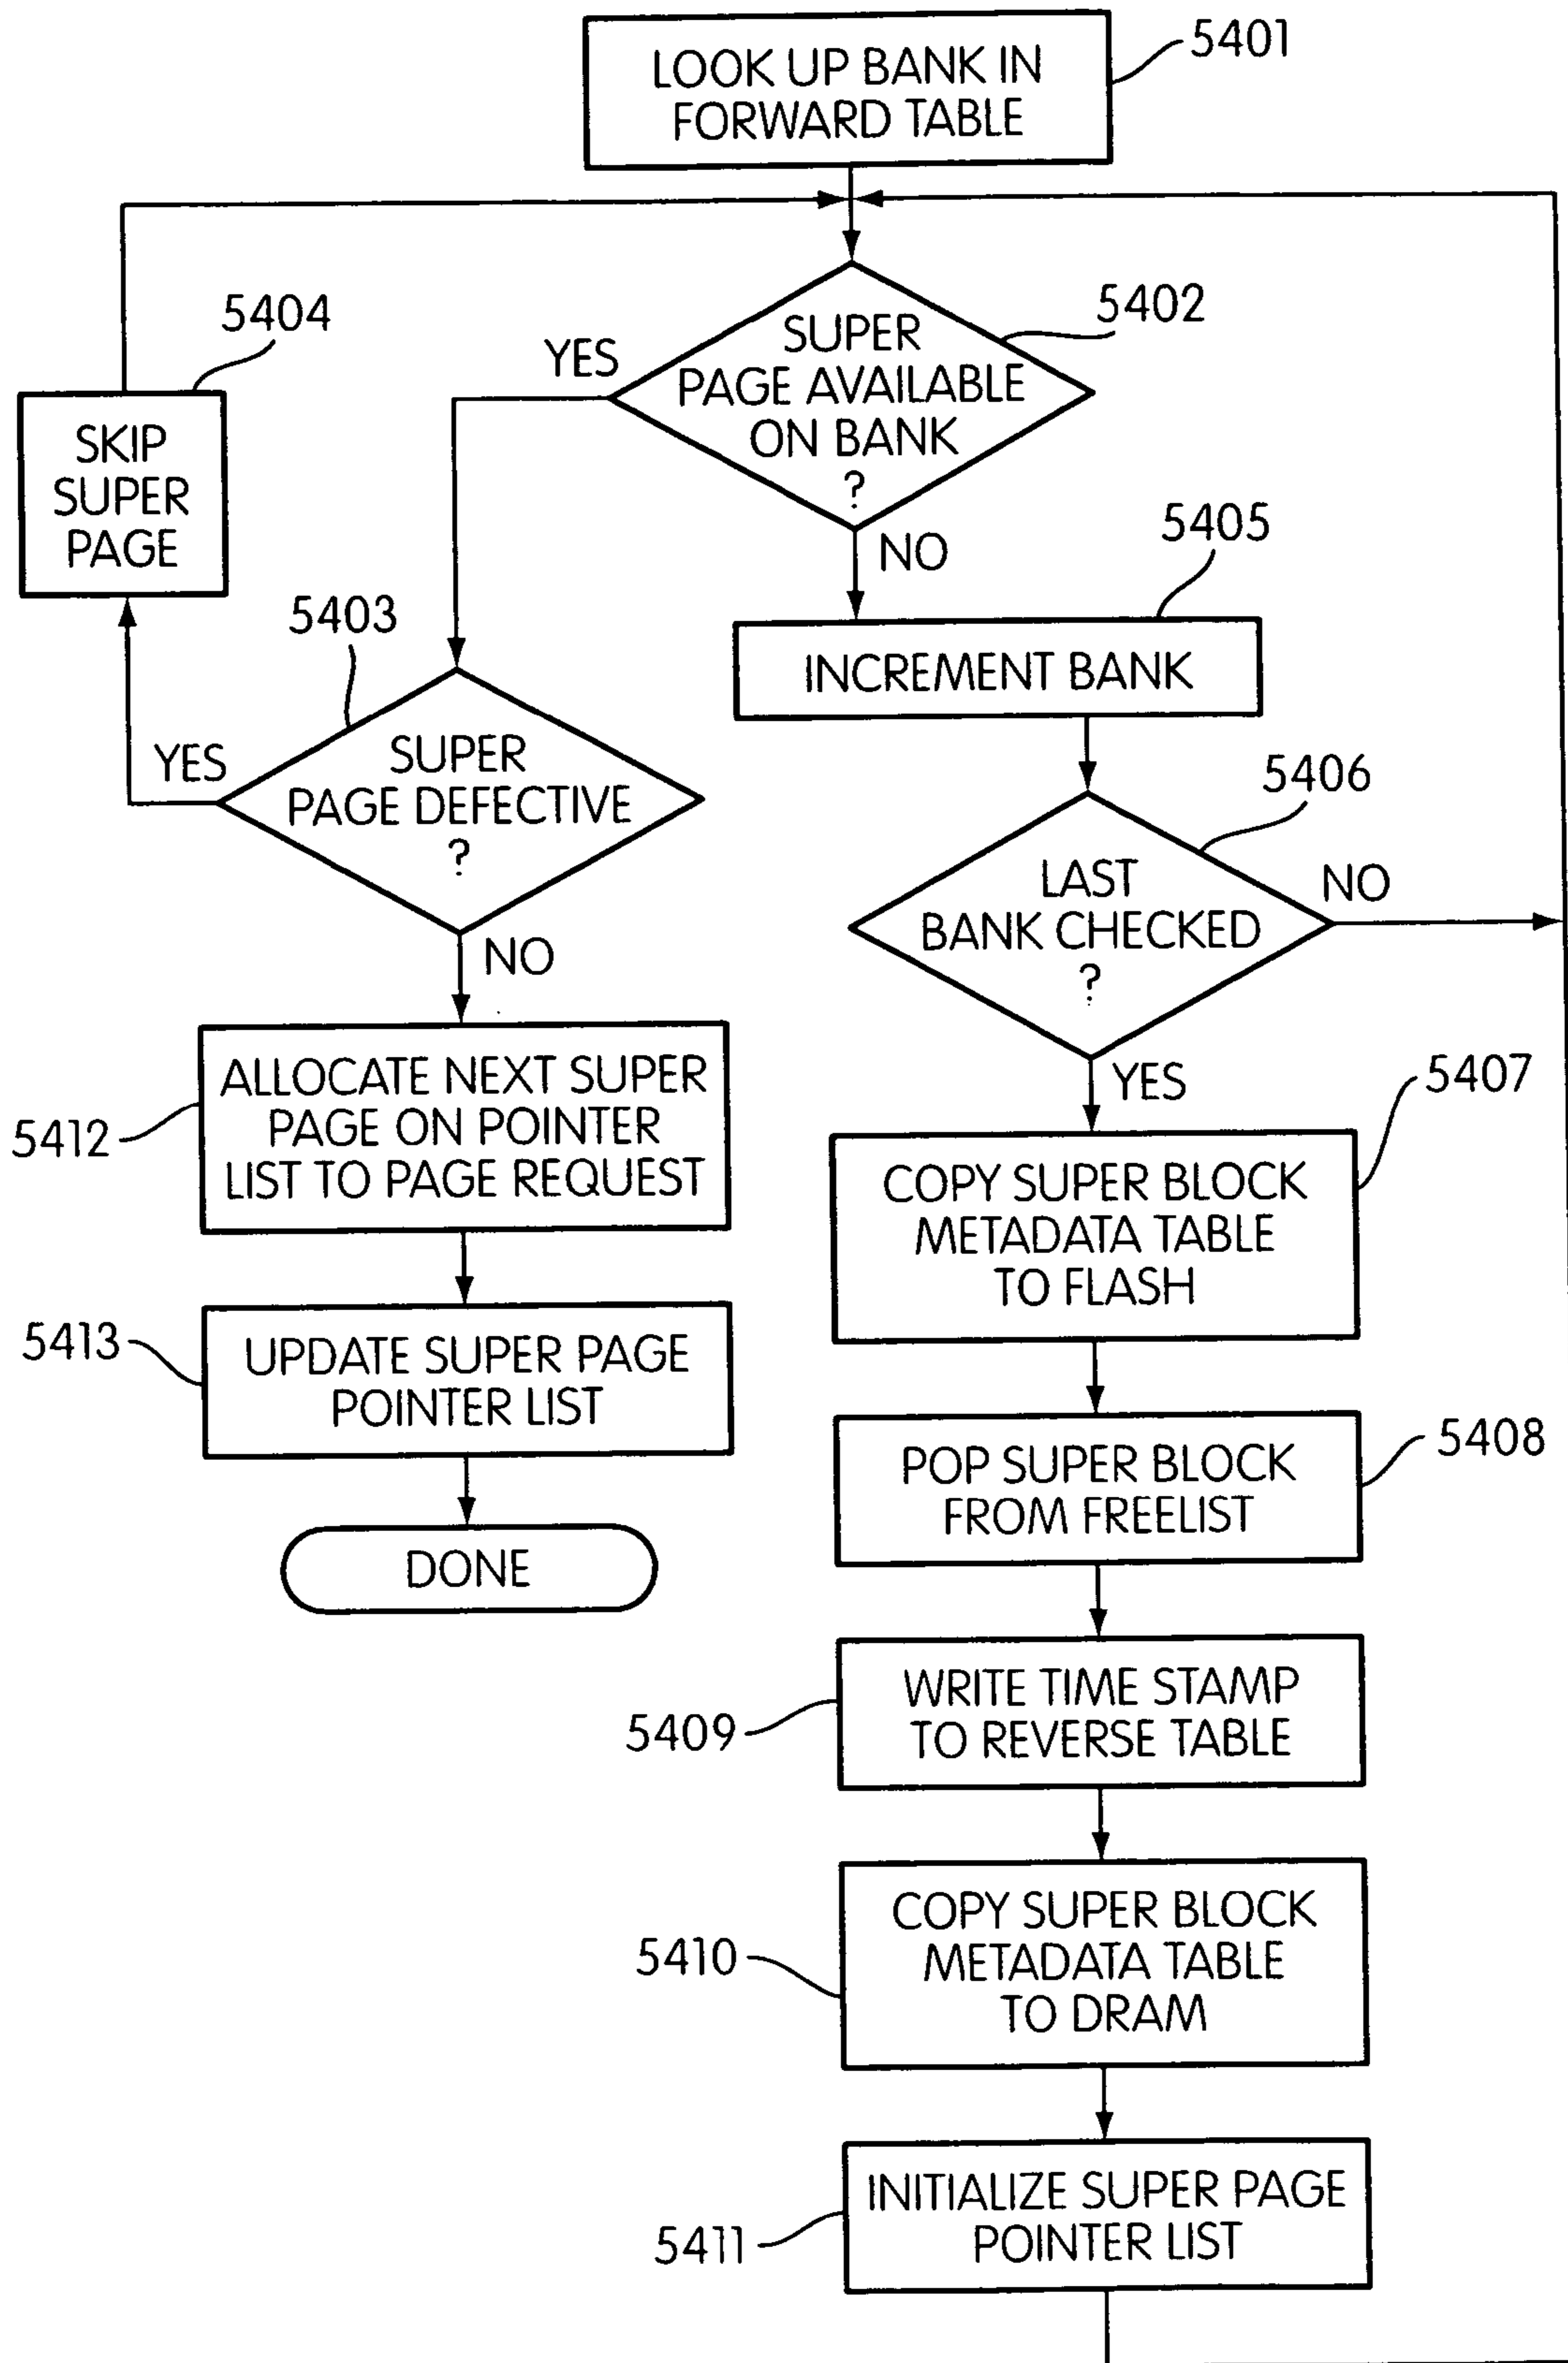 LOOK UP BANK IN
FORWARD TABLE
5401
5404
5402
SUPER
PAGE AVAILABLE
ON BANK
?
YES
NO
SKIP
SUPER
PAGE
5405
INCREMENT BANK
5403
SUPER
PAGE DEFECTIVE
?
YES
NO
5406
LAST
BANK CHECKED
?
NO
YES
5412
ALLOCATE NEXT SUPER
PAGE ON POINTER
LIST TO PAGE REQUEST
5407
COPY SUPER BLOCK
METADATA TABLE
TO FLASH
5413
UPDATE SUPER PAGE
POINTER LIST
5408
POP SUPER BLOCK
FROM FREELIST
DONE
5409
WRITE TIME STAMP
TO REVERSE TABLE
5410
COPY SUPER BLOCK
METADATA TABLE
TO DRAM
5411
INITIALIZE SUPER PAGE
POINTER LIST